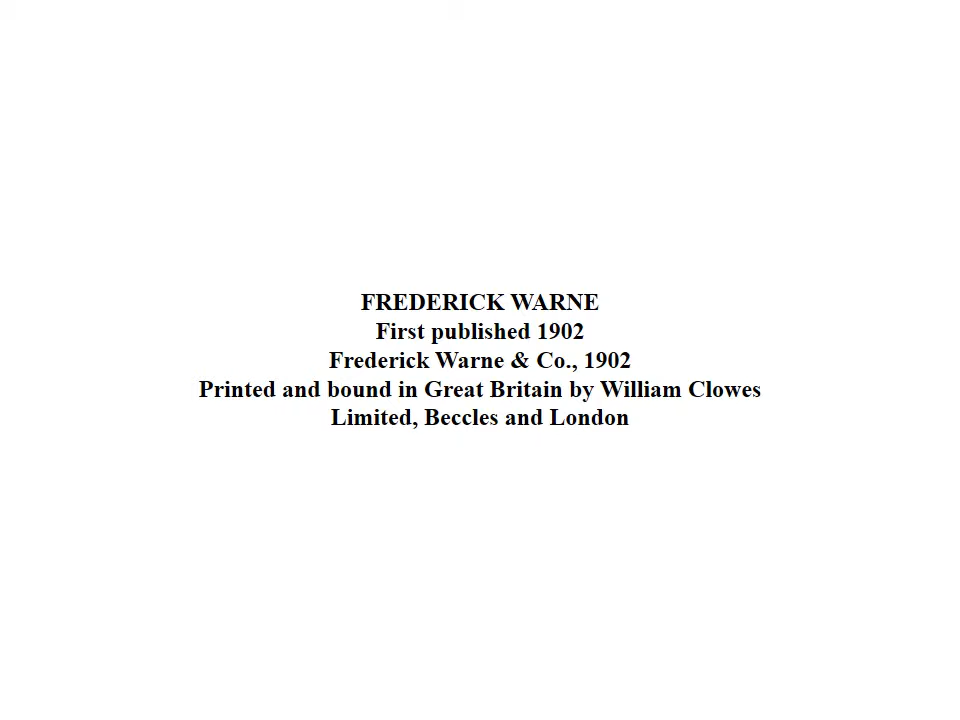 FREDERICK WARNE
First published 1902
Frederick Warne & Co., 1902
Printed and bound in Great Britain by William Clowes
Limited, Beccles and London